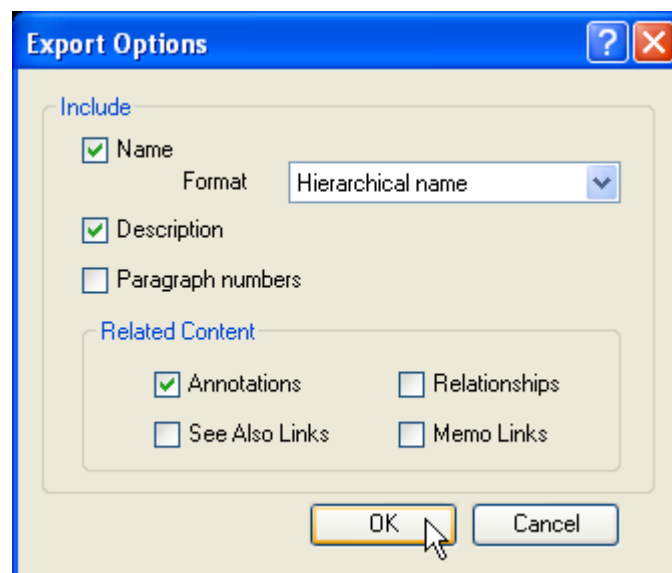 Export Options
Include
Name
Format Hierarchical name
Description
Paragraph numbers
Related Content
Annotations Relationships
See Also Links Memo Links
OK Cancel